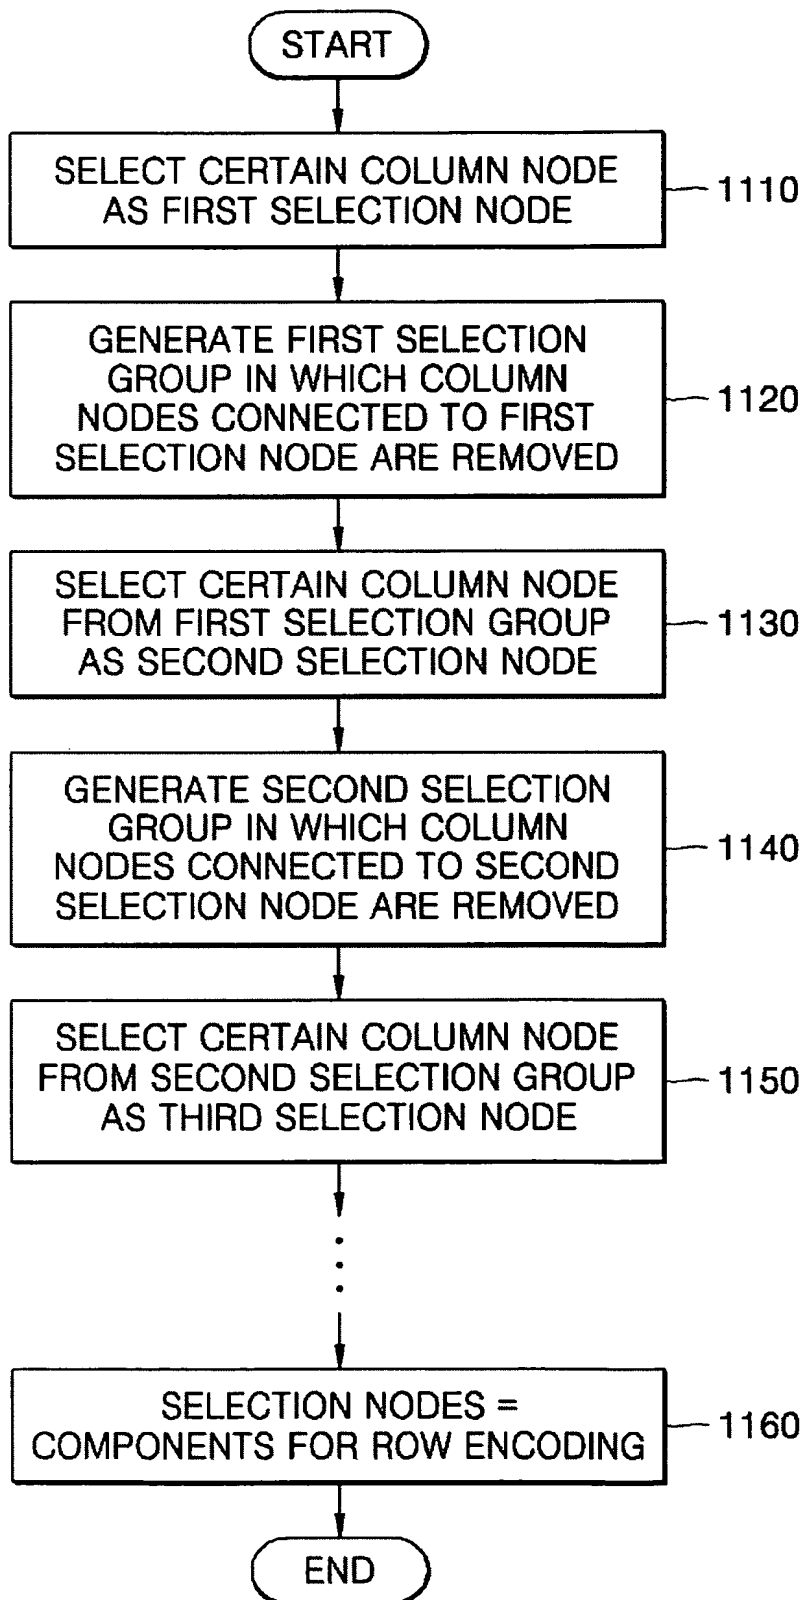 START
SELECT CERTAIN COLUMN NODE
AS FIRST SELECTION NODE
1110
GENERATE FIRST SELECTION
GROUP IN WHICH COLUMN
NODES CONNECTED TO FIRST
SELECTION NODE ARE REMOVED
1120
SELECT CERTAIN COLUMN NODE
FROM FIRST SELECTION GROUP
AS SECOND SELECTION NODE
1130
GENERATE SECOND SELECTION
GROUP IN WHICH COLUMN
NODES CONNECTED TO SECOND
SELECTION NODE ARE REMOVED
1140
SELECT CERTAIN COLUMN NODE
FROM SECOND SELECTION GROUP
AS THIRD SELECTION NODE
1150
SELECTION NODES =
COMPONENTS FOR ROW ENCODING
1160
END